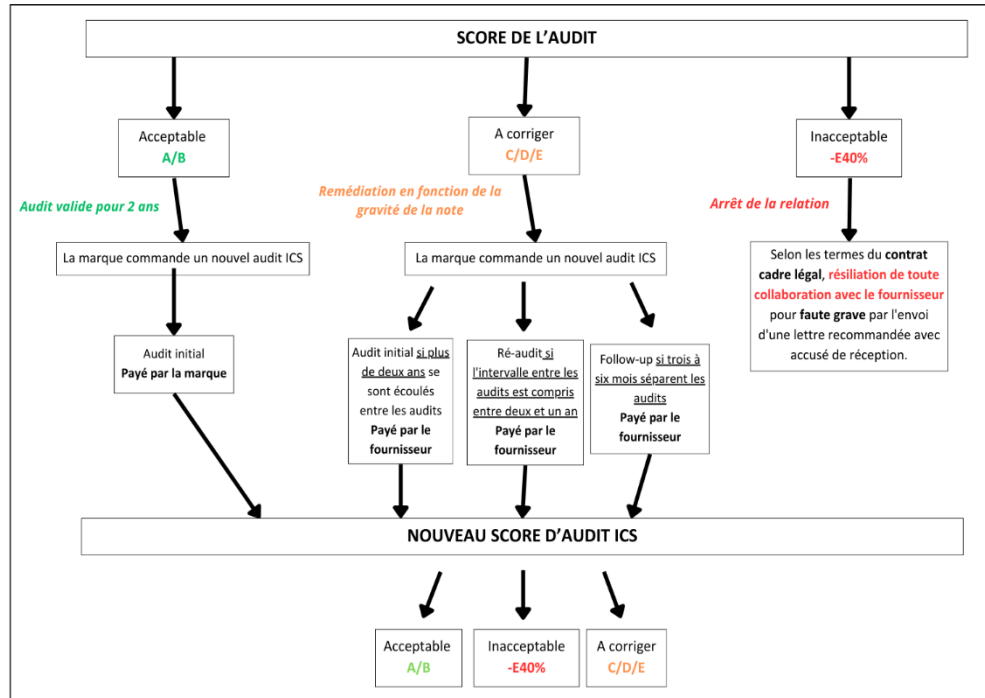 SCORE DE L'AUDIT
Acceptable
A/B
A corriger
C/D/E
Inacceptable
-E40%
Audit valide pour 2 ans
Remédiation en fonction de la
gravité de la note
Arrêt de la relation
La marque commande un nouvel audit ICS
La marque commande un nouvel audit ICS
Selon les termes du contrat
cadre légal, résiliation de toute
collaboration avec le fournisseur
pour faute grave par l'envoi
d'une lettre recommandée avec
accusé de réception.
Audit initial
Payé par la marque
Audit initial si plus
de deux ans se
sont écoulés
entre les audits
Payé par le
fournisseur
Ré-audit si
l'intervalle entre les
audits est compris
entre deux et un an
Payé par le
fournisseur
Follow-up si trois à
six mois séparent les
audits
Payé par le
fournisseur
NOUVEAU SCORE D'AUDIT ICS
Acceptable
A/B
Inacceptable
-E40%
A corriger
C/D/E